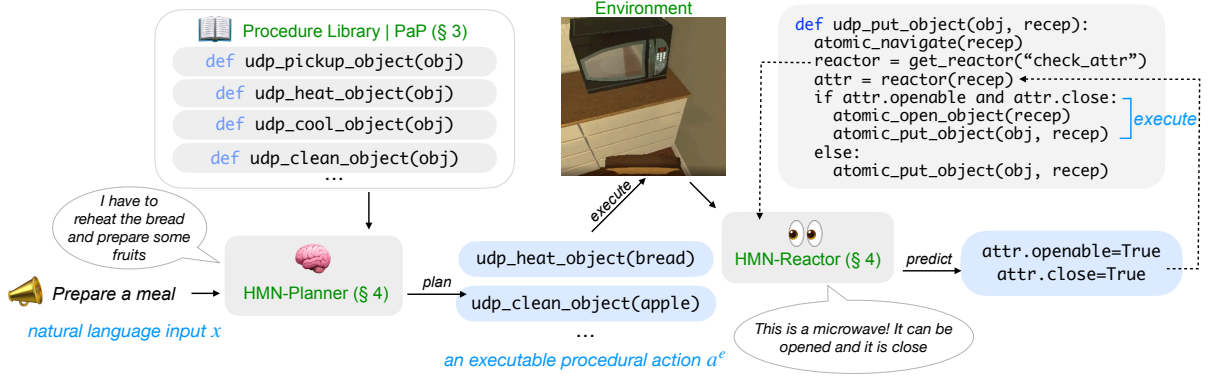 Procedure Library | PaP (§ 3)
def udp_pickup_object(obj)
def udp_heat_object(obj)
def udp_cool_object(obj)
def udp_clean_object(obj)
...
I have to
reheat the bread
and prepare some
fruits
Prepare a meal
natural language input x
HMN-Planner (§ 4)
plan
udp_heat_object(bread)
udp_clean_object(apple)
...
an executable procedural action aᵉ
execute
Environment
HMN-Reactor (§ 4)
This is a microwave! It can be
opened and it is close
predict
attr.openable=True
attr.close=True
def udp_put_object(obj, recep):
atomic_navigate(recep)
reactor = get_reactor(“check_attr”)
attr = reactor(recep)
if attr.openable and attr.close:
atomic_open_object(recep)
atomic_put_object(obj, recep)
else:
atomic_put_object(obj, recep)
execute